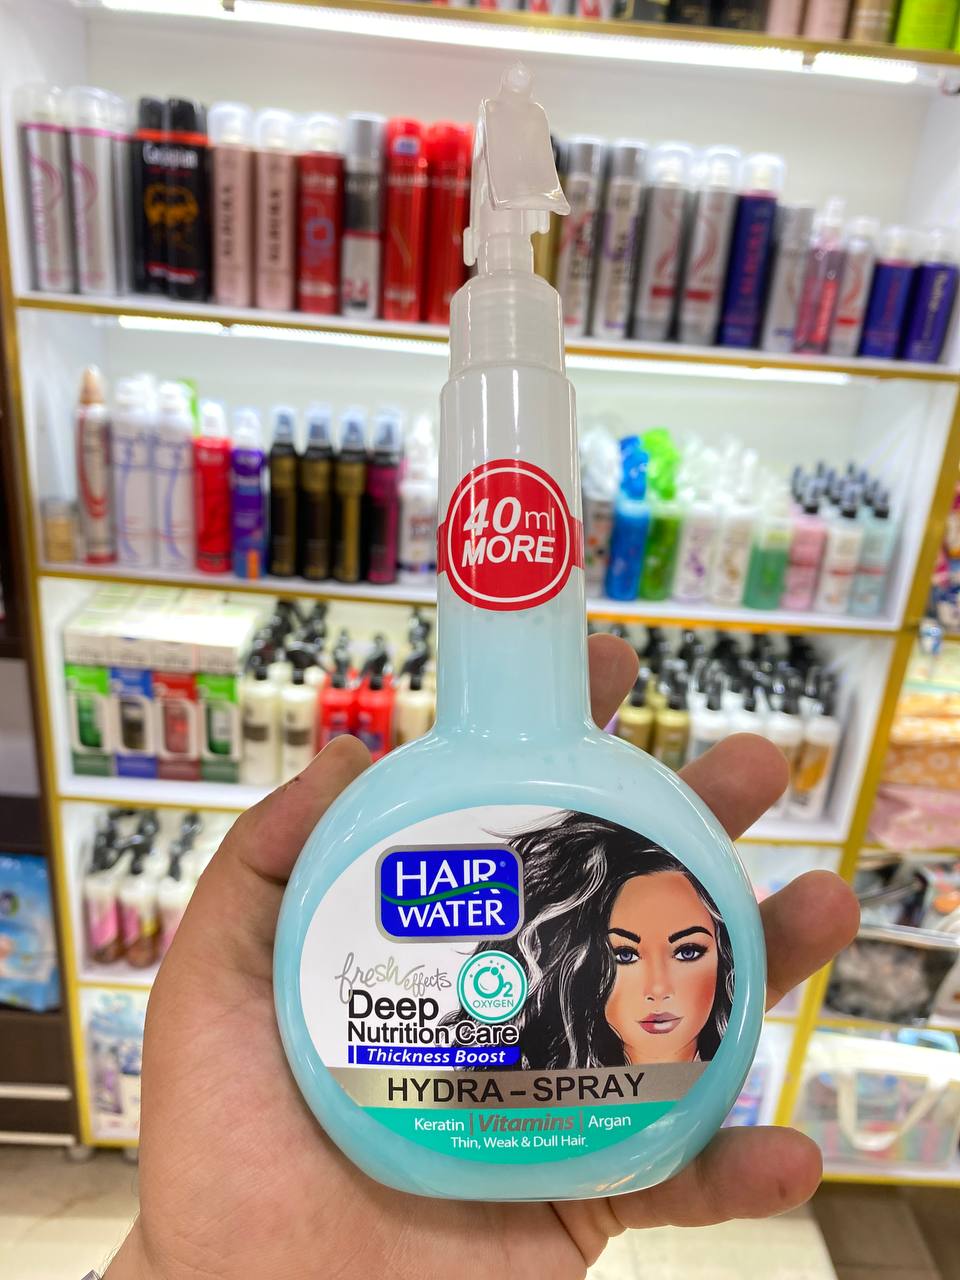 40ml
MORE
HAIR
WATER
fresh effects
O2
OXYGEN
Deep
Nutrition Care
Thickness Boost
HYDRA-SPRAY
Keratin | Vitamins | Argan
Thin, Weak & Dull Hair